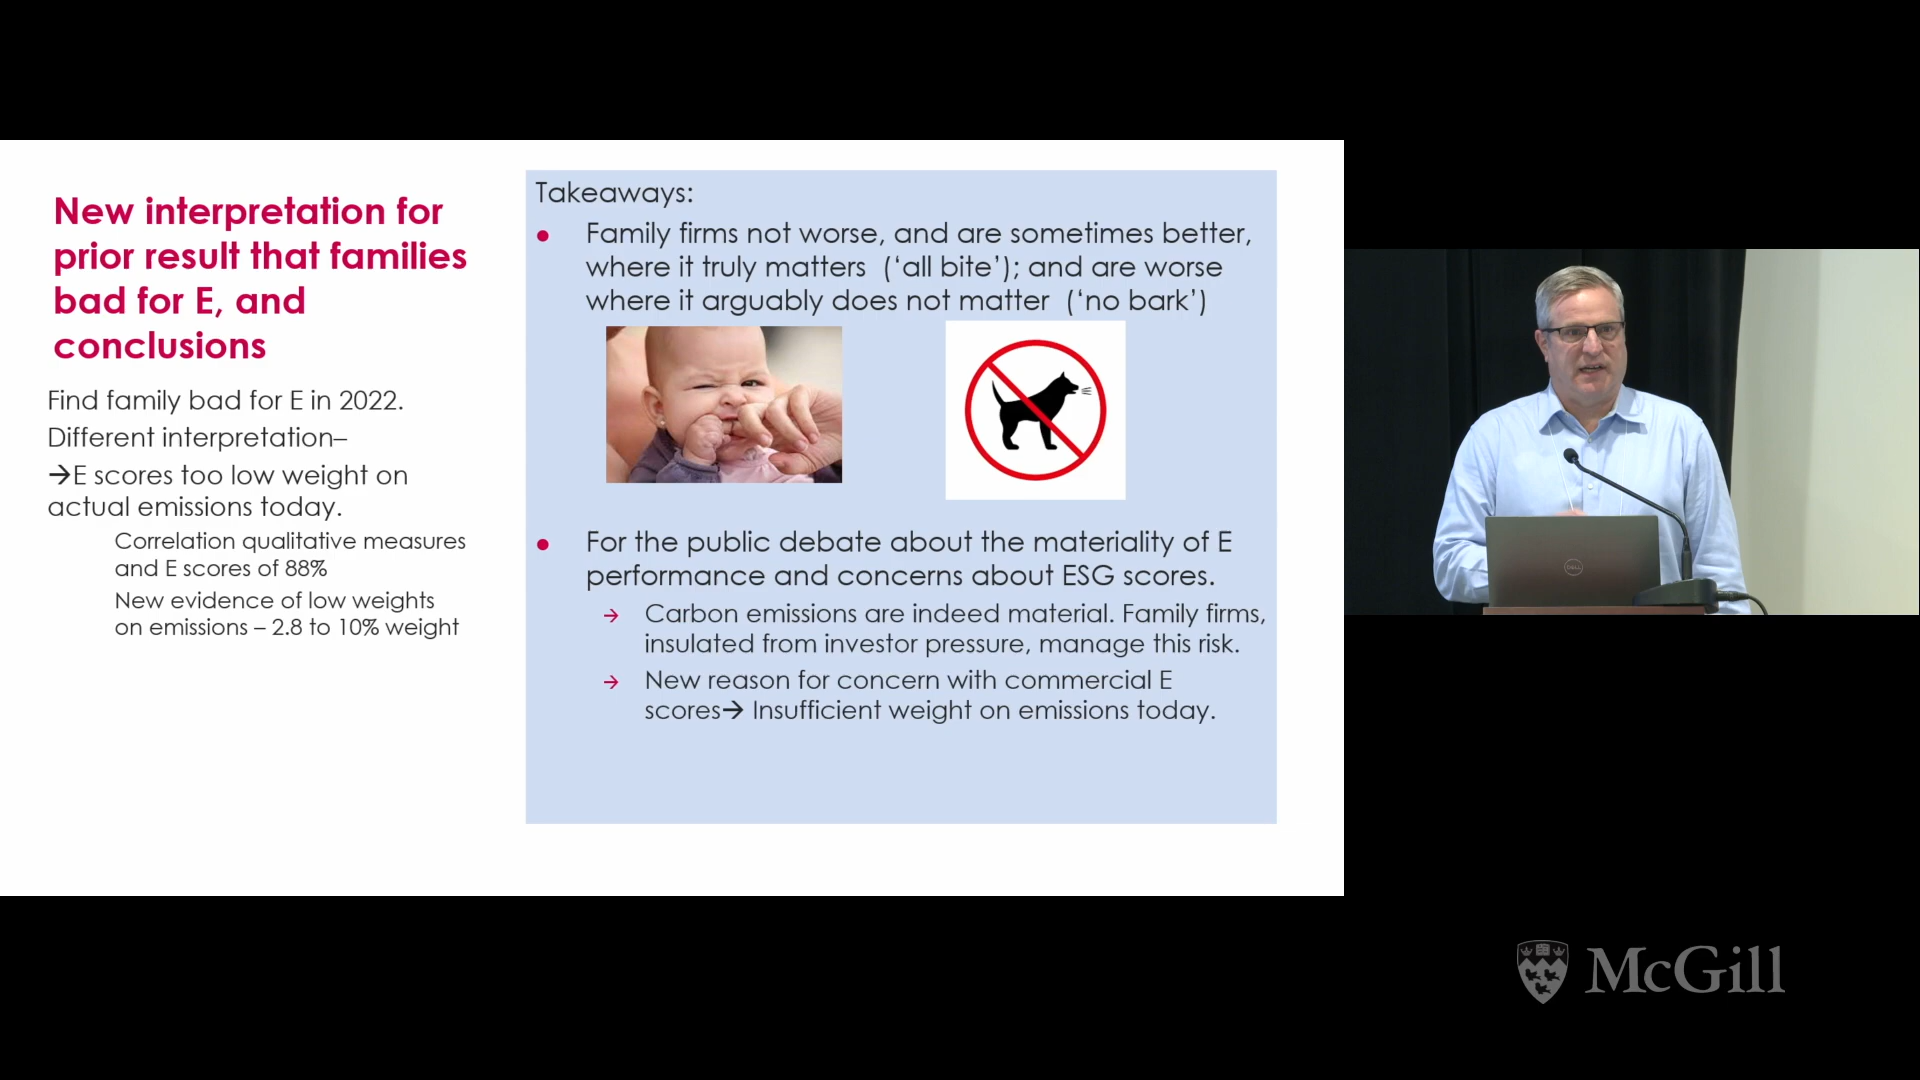 New interpretation for
prior result that families
bad for E, and
conclusions
Find family bad for E in 2022.
Different interpretation–
→E scores too low weight on
actual emissions today.
Correlation qualitative measures
and E scores of 88%
New evidence of low weights
on emissions – 2.8 to 10% weight
Takeaways:
● Family firms not worse, and are sometimes better,
where it truly matters (‘all bite’); and are worse
where it arguably does not matter (‘no bark’)
● For the public debate about the materiality of E
performance and concerns about ESG scores.
→ Carbon emissions are indeed material. Family firms,
insulated from investor pressure, manage this risk.
→ New reason for concern with commercial E
scores→ Insufficient weight on emissions today.
DELL
McGill